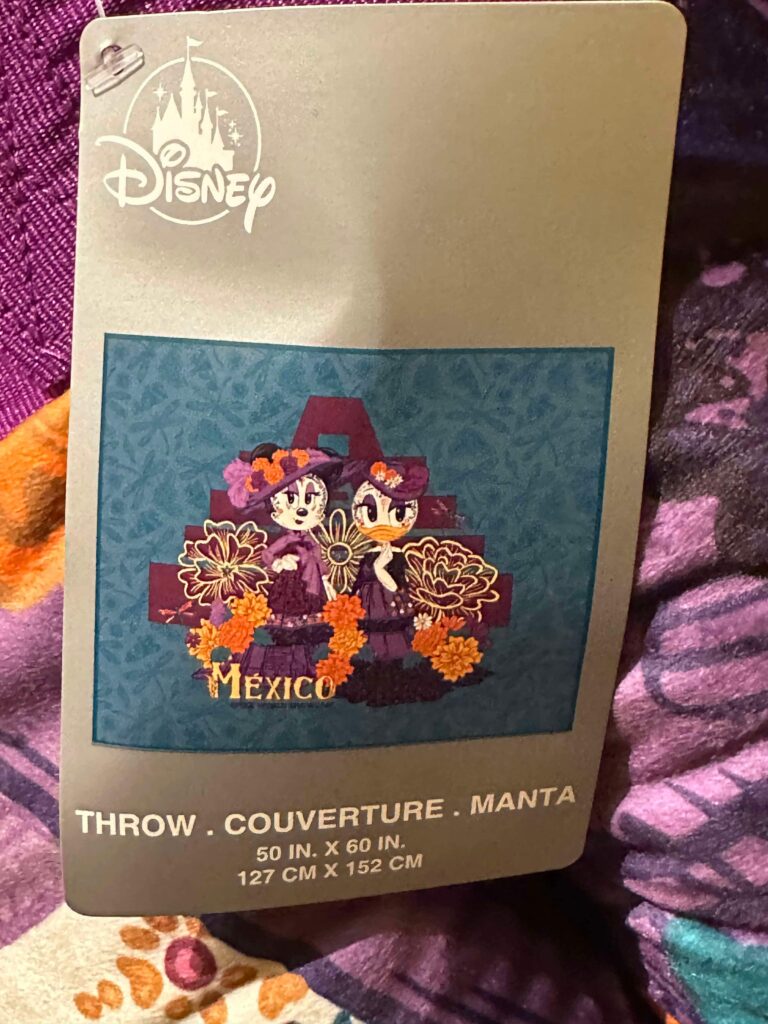 Disney
México
THROW . COUVERTURE . MANTA
50 IN. X 60 IN.
127 CM X 152 CM